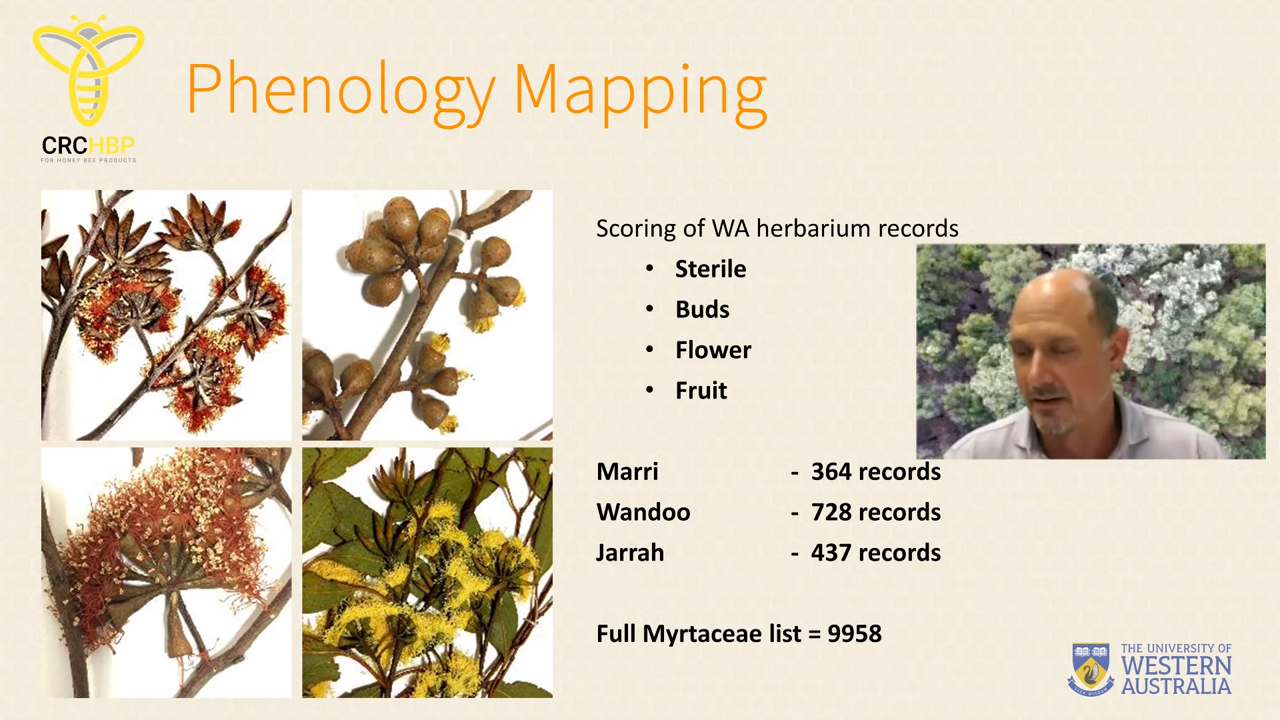 CRCHBP
FOR HONEY BEE PRODUCTS
Phenology Mapping
Scoring of WA herbarium records
• Sterile
• Buds
• Flower
• Fruit
Marri - 364 records
Wandoo - 728 records
Jarrah - 437 records
Full Myrtaceae list = 9958
THE UNIVERSITY OF
WESTERN
AUSTRALIA